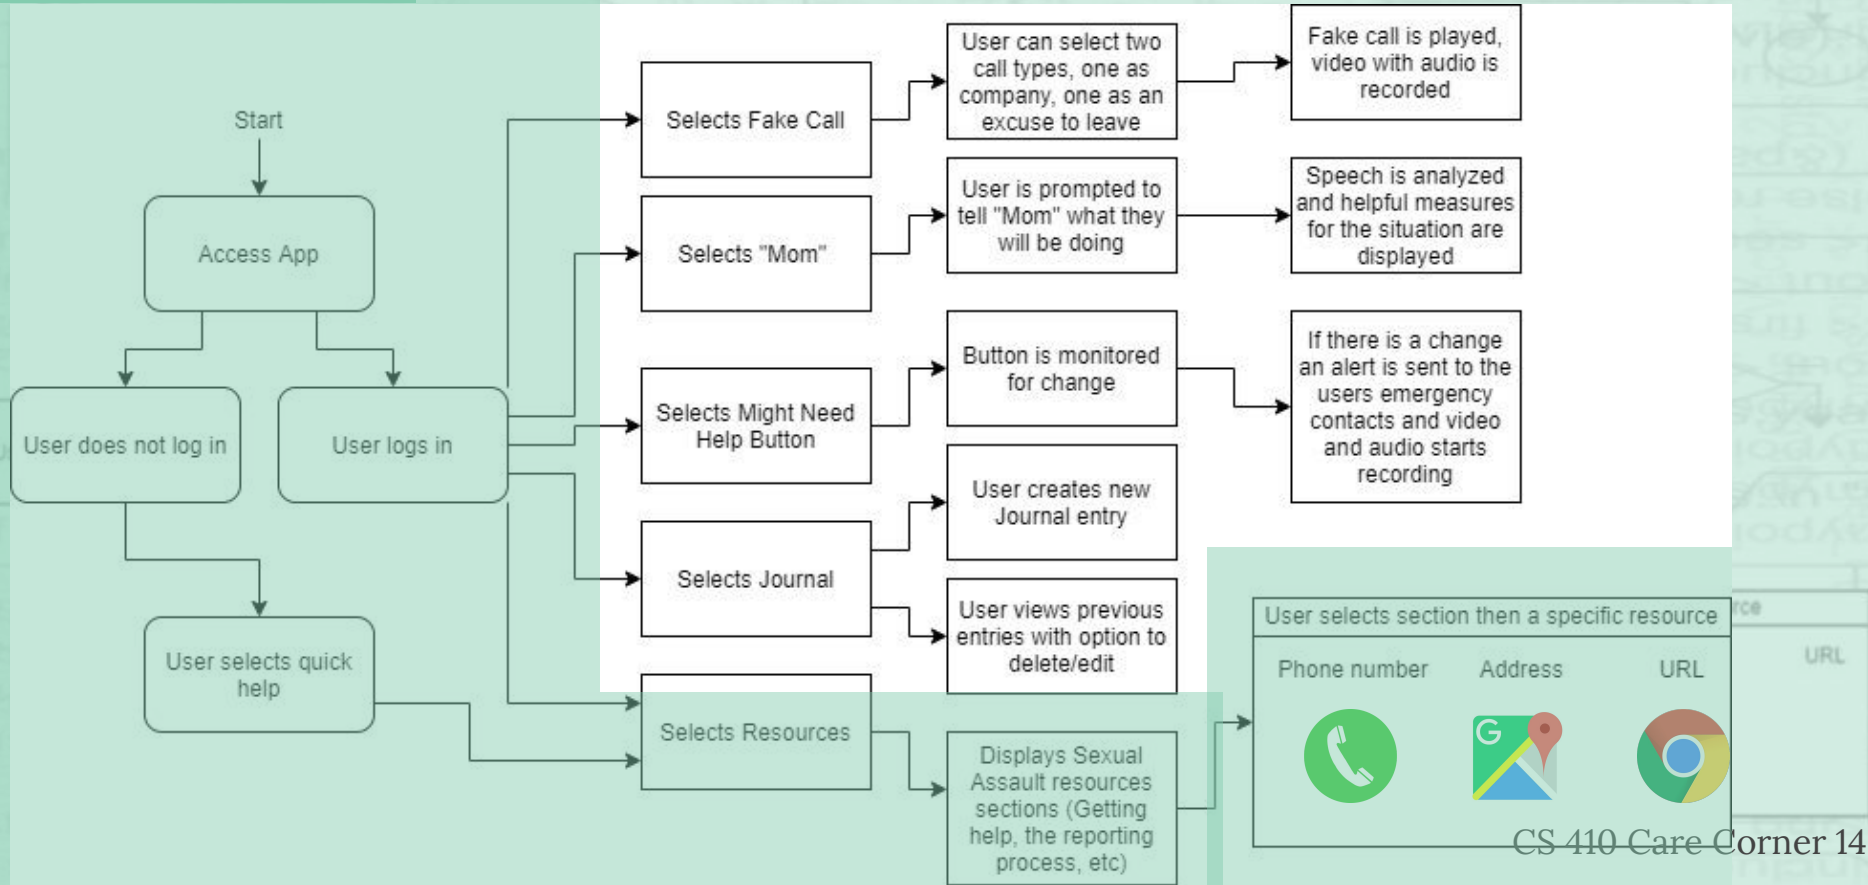 Start
Access App
User does not log in
User logs in
User selects quick
help
Selects Fake Call
User can select two
call types, one as
company, one as an
excuse to leave
Fake call is played,
video with audio is
recorded
Selects "Mom"
User is prompted to
tell "Mom" what they
will be doing
Speech is analyzed
and helpful measures
for the situation are
displayed
Selects Might Need
Help Button
Button is monitored
for change
If there is a change
an alert is sent to the
users emergency
contacts and video
and audio starts
recording
Selects Journal
User creates new
Journal entry
User views previous
entries with option to
delete/edit
Selects Resources
Displays Sexual
Assault resources
sections (Getting
help, the reporting
process, etc)
User selects section then a specific resource
Phone number Address URL
G
rce
URL
CS 410 Care Corner 14